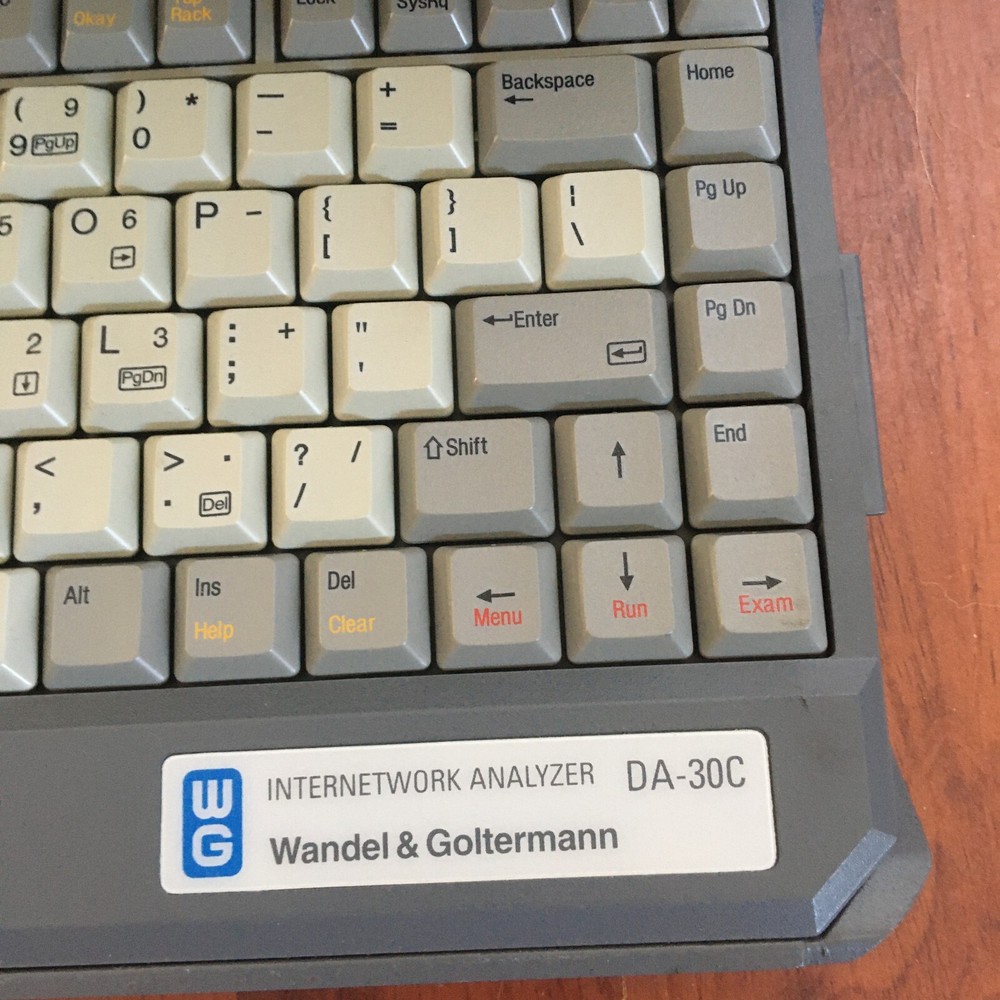 Okay
Top
Rack
Lock
SysRq
( 9
9 PgUp
) *
0
—
-
+
=
Backspace
←
Home
5
O 6
→
P -
{
[
}
]
¦
\
Pg Up
2
↓
L 3
PgDn
: +
;
"
'
↵Enter
↵
Pg Dn
<
,
> .
. Del
? /
/
⇧Shift
↑
End
Alt
Ins
Help
Del
Clear
←
Menu
↓
Run
→
Exam
WG
INTERNETWORK ANALYZER DA-30C
Wandel & Goltermann